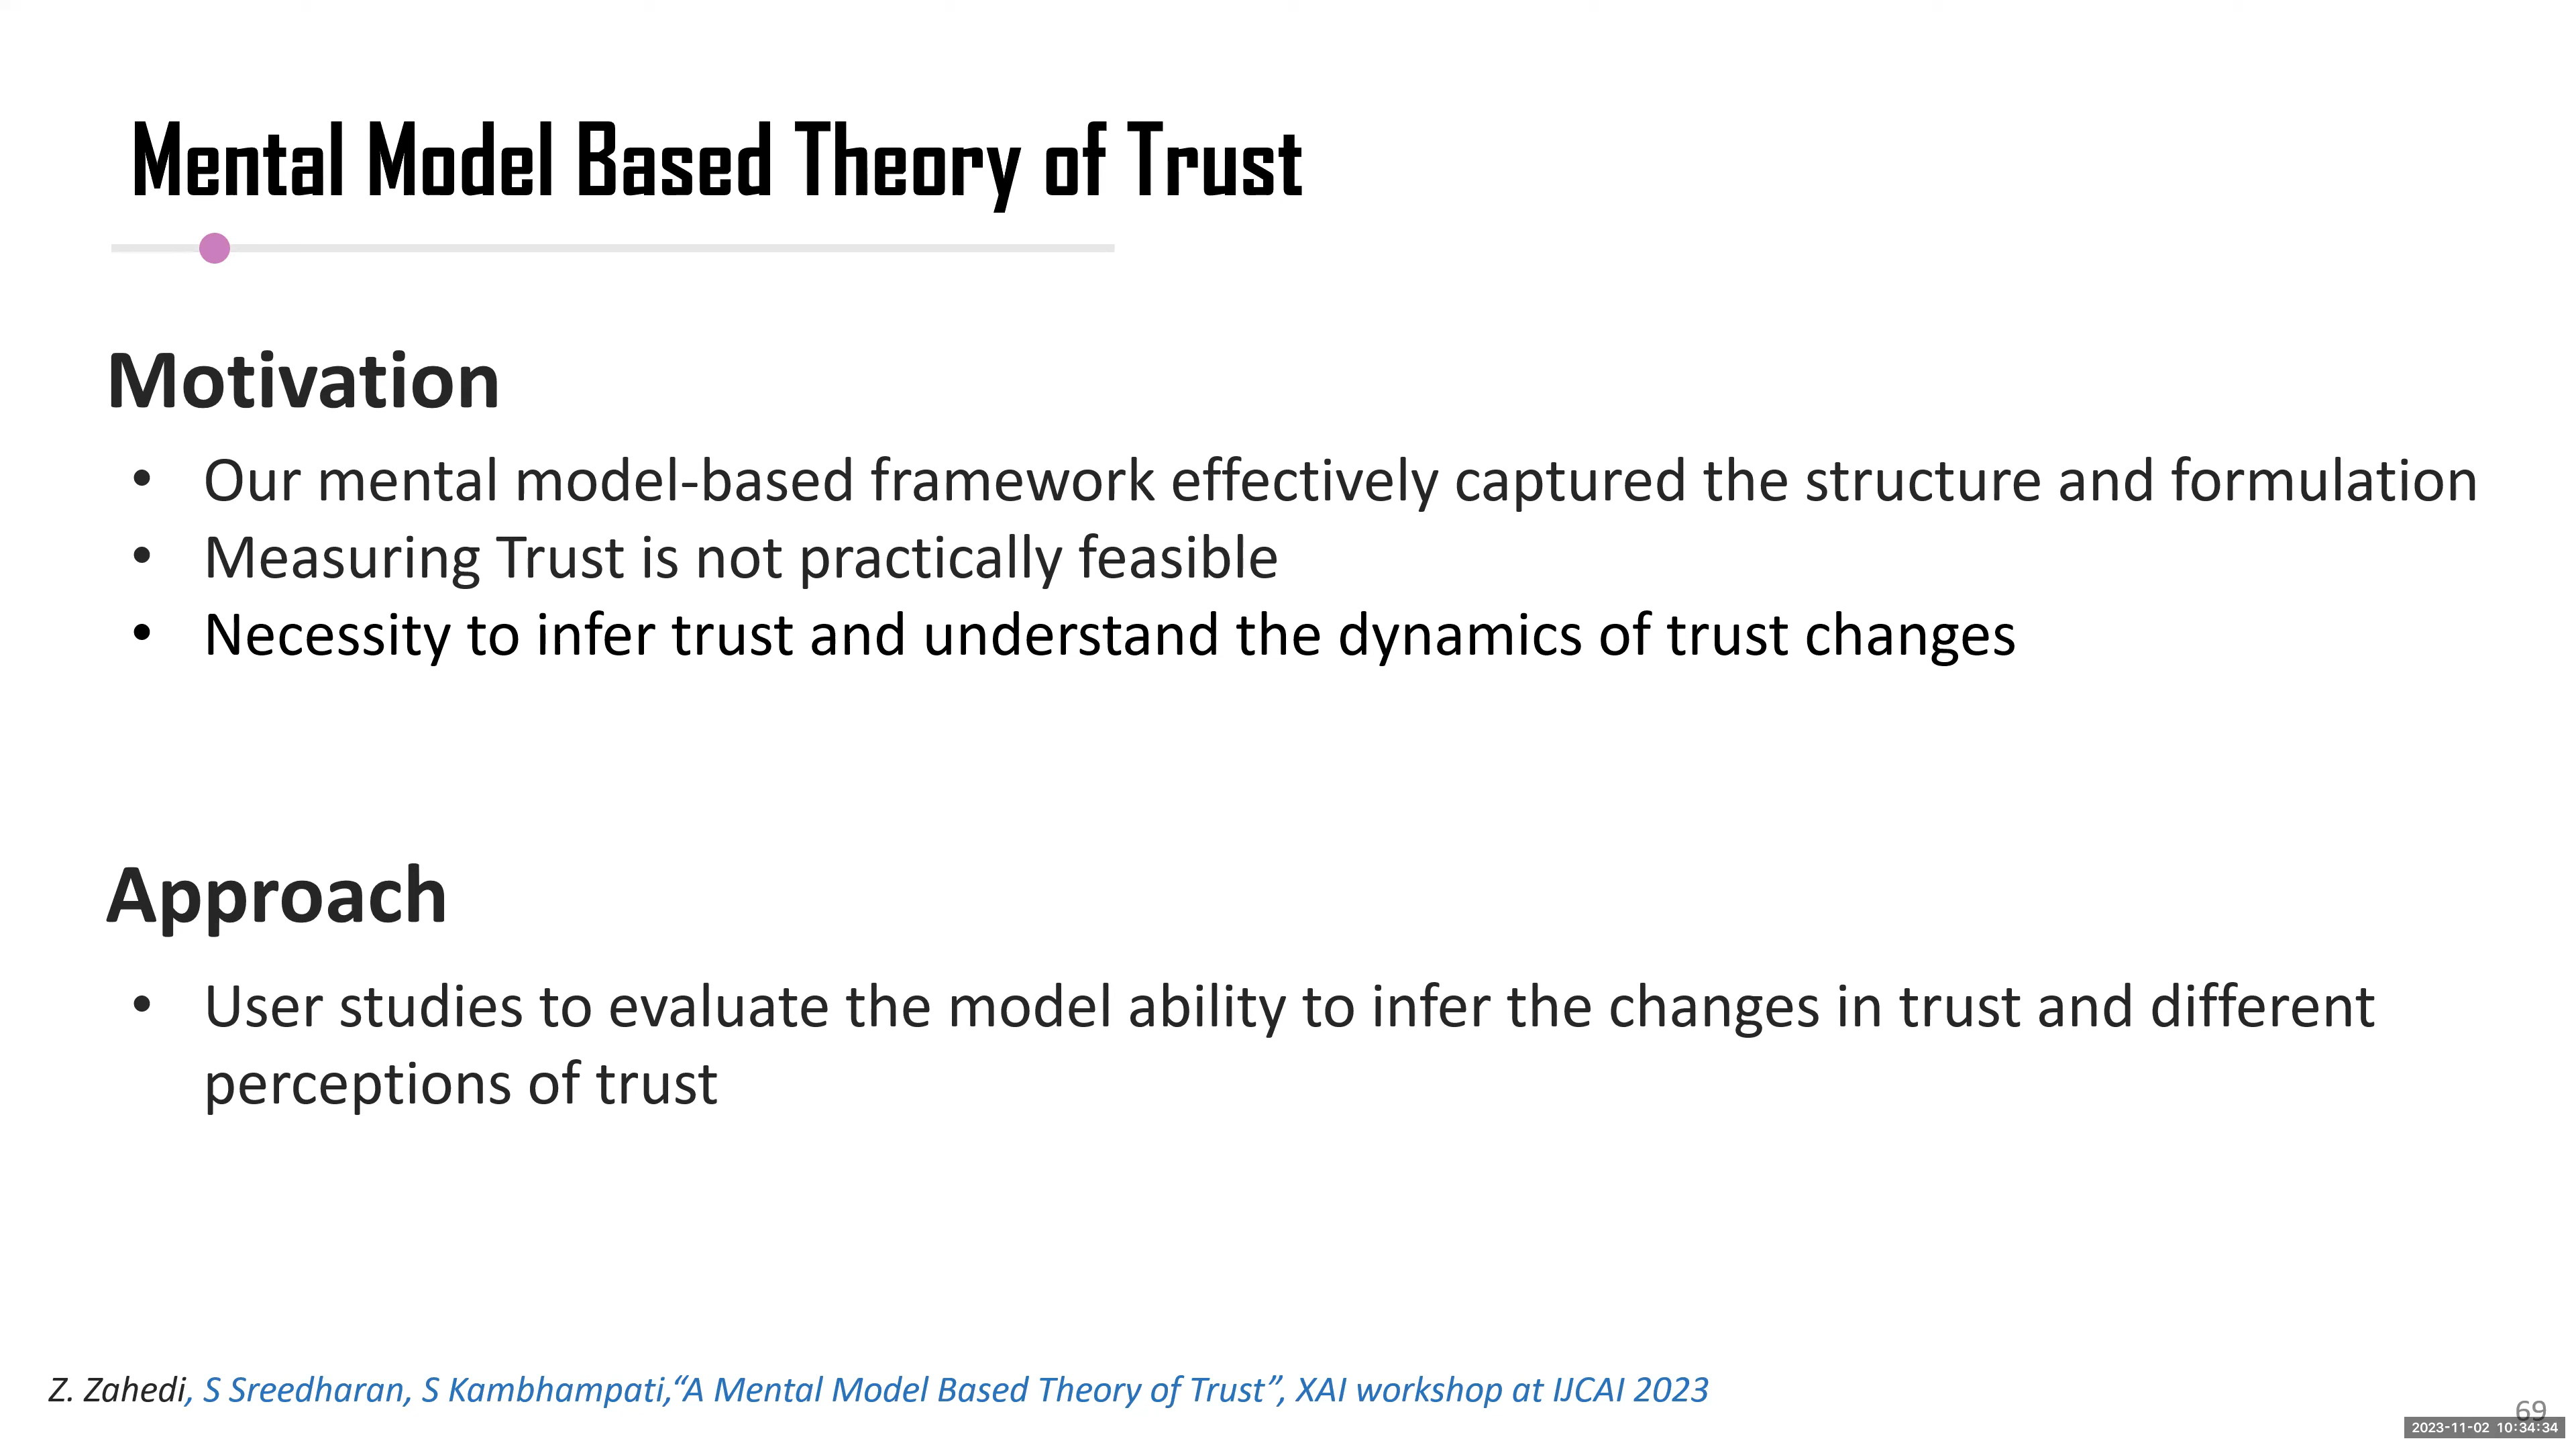 Mental Model Based Theory of Trust
Motivation
• Our mental model-based framework effectively captured the structure and formulation
• Measuring Trust is not practically feasible
• Necessity to infer trust and understand the dynamics of trust changes
Approach
• User studies to evaluate the model ability to infer the changes in trust and different
perceptions of trust
Z. Zahedi, S Sreedharan, S Kambhampati,“A Mental Model Based Theory of Trust”, XAI workshop at IJCAI 2023
69
2023-11-02 10:34:34